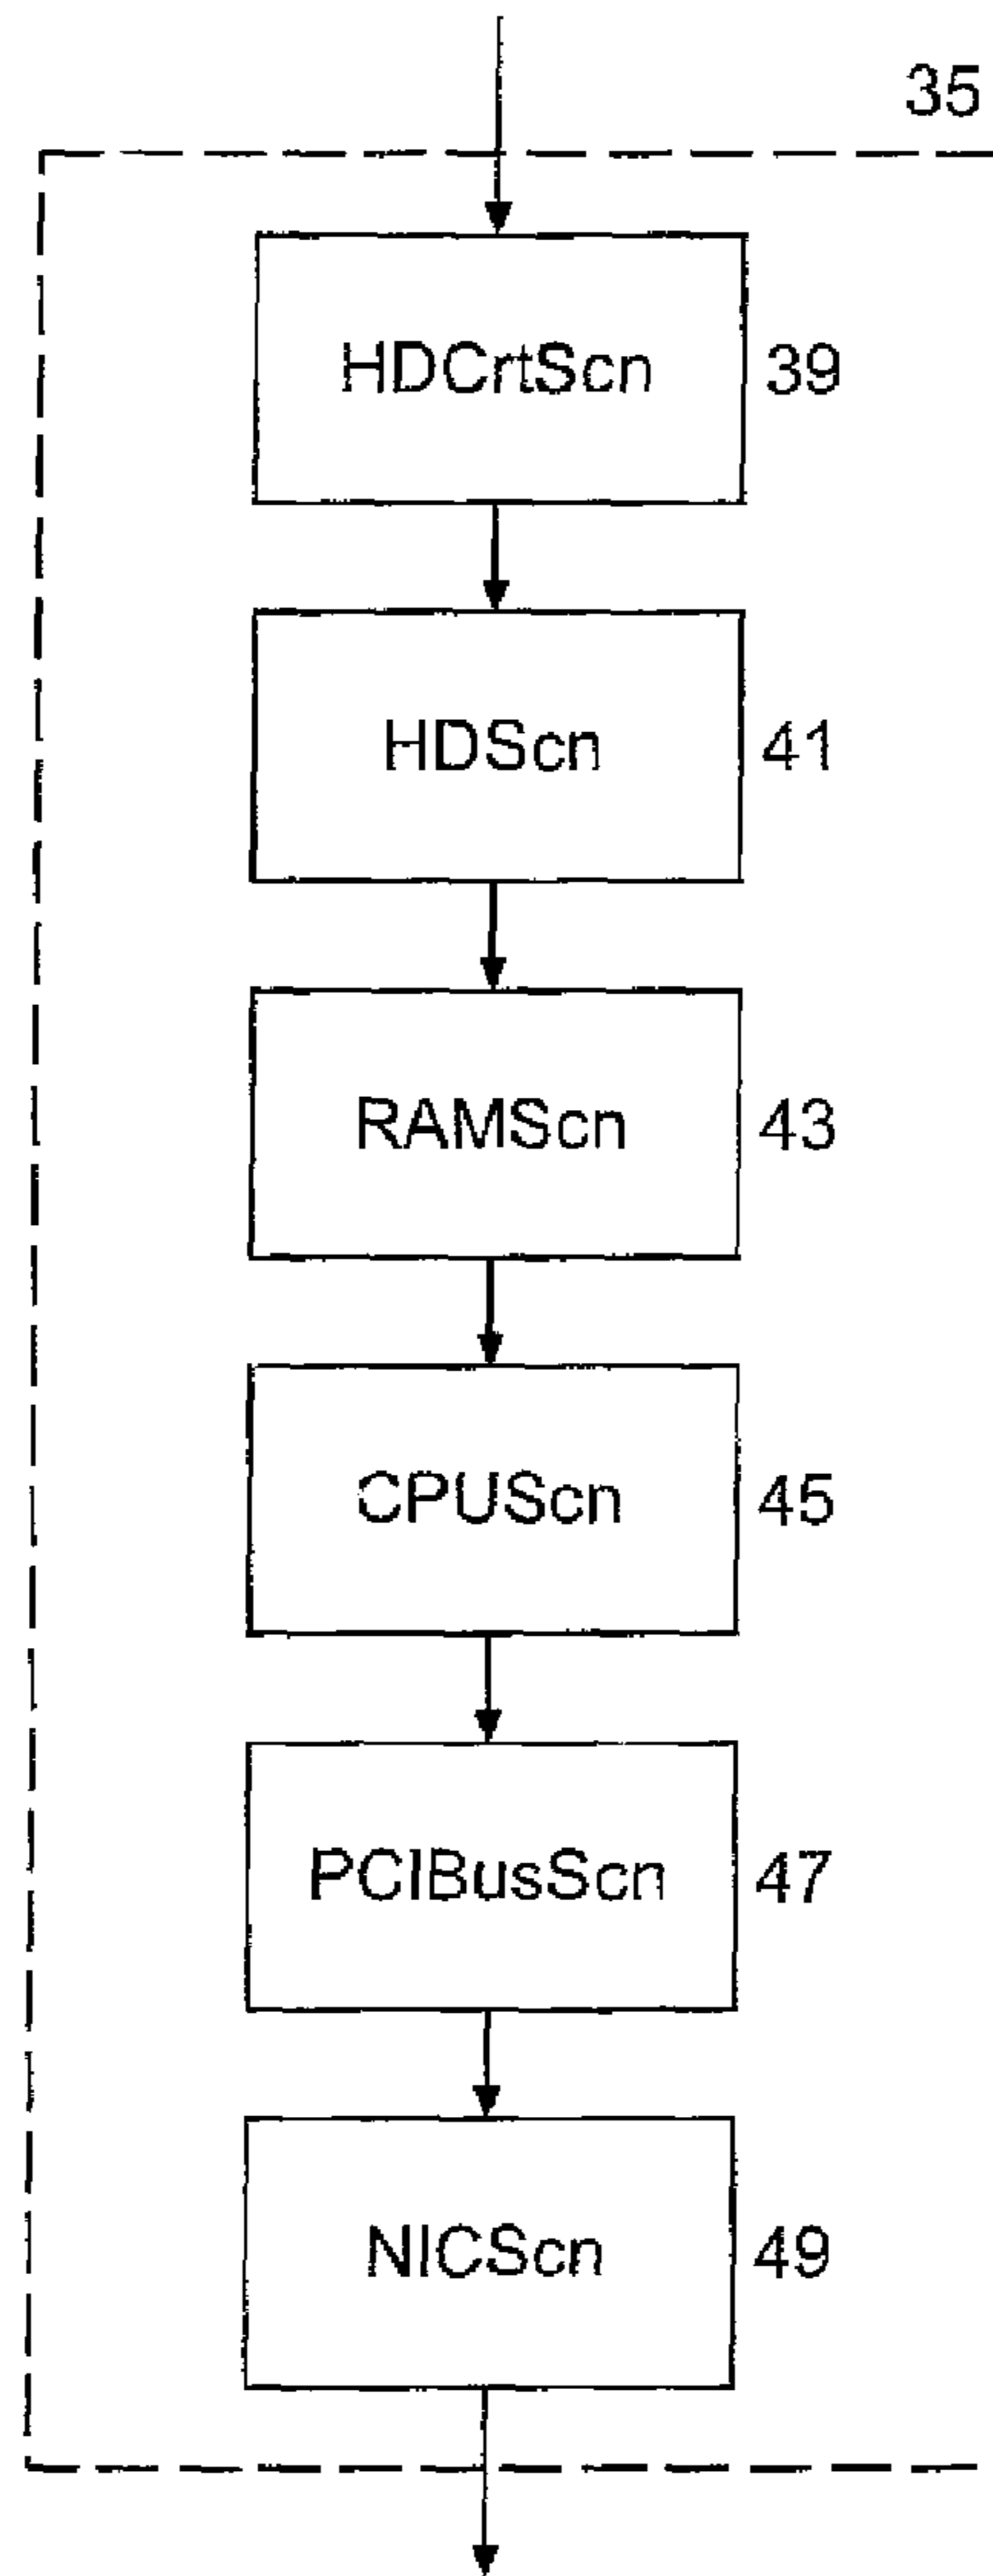 35
HDCrtScn 39
HDScn 41
RAMScn 43
CPUScn 45
PCIBusScn 47
NICScn 49